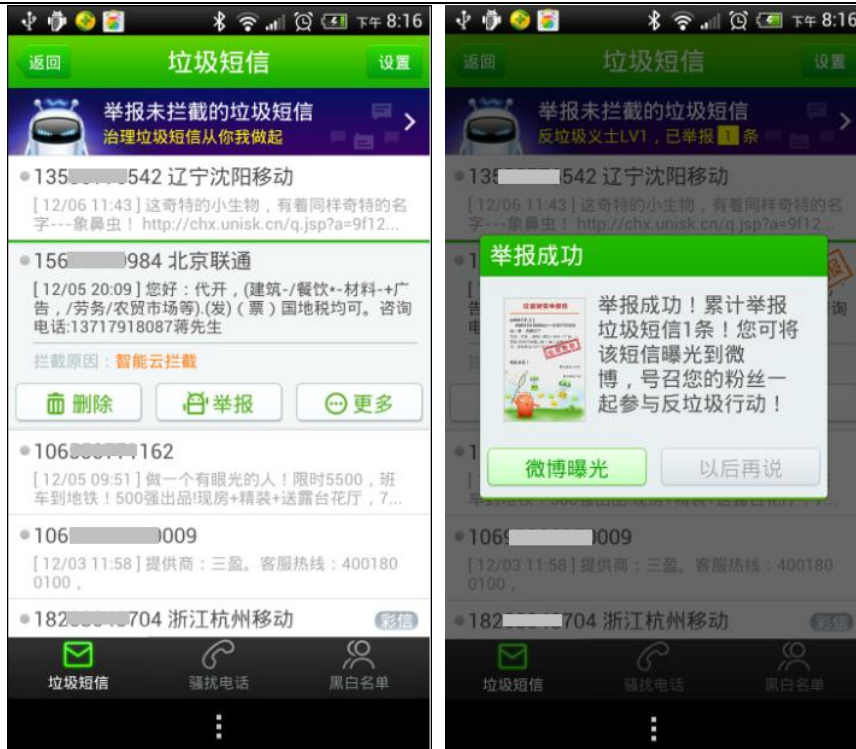 下午 8:16
返回
垃圾短信
设置
举报未拦截的垃圾短信
治理垃圾短信从你我做起
135 542 辽宁沈阳移动
[ 12/06 11:43 ] 这奇特的小生物，有着同样奇特的名
字---象鼻虫！ http://chx.unisk.cn/q.jsp?a=9f12...
156 984 北京联通
[ 12/05 20:09 ] 您好：代开，(建筑-/餐饮*-材料-+广
告，/劳务/农贸市场等).(发)（票）国地税均可。咨询
电话:13717918087蒋先生
拦截原因：智能云拦截
删除
举报
更多
106 162
[ 12/05 09:51 ] 做一个有眼光的人！限时5500，班
车到地铁！500强出品!现房+精装+送露台花厅，7...
106 0009
[ 12/03 11:58 ] 提供商：三盈。客服热线：400180
0100，
182 704 浙江杭州移动
彩信
垃圾短信
骚扰电话
黑白名单
下午 8:16
返回
垃圾短信
设置
举报未拦截的垃圾短信
反垃圾义士LV1，已举报 1 条
135 542 辽宁沈阳移动
[ 12/06 11:43 ] 这奇特的小生物，有着同样奇特的名
字---象鼻虫！ http://chx.unisk.cn/q.jsp?a=9f12...
举报成功
举报成功！累计举报
垃圾短信1条！您可将
该短信曝光到微
博，号召您的粉丝一
起参与反垃圾行动！
微博曝光
以后再说
1069 0009
[ 12/03 11:58 ] 提供商：三盈。客服热线：400180
0100，
182 704 浙江杭州移动
彩信
垃圾短信
骚扰电话
黑白名单